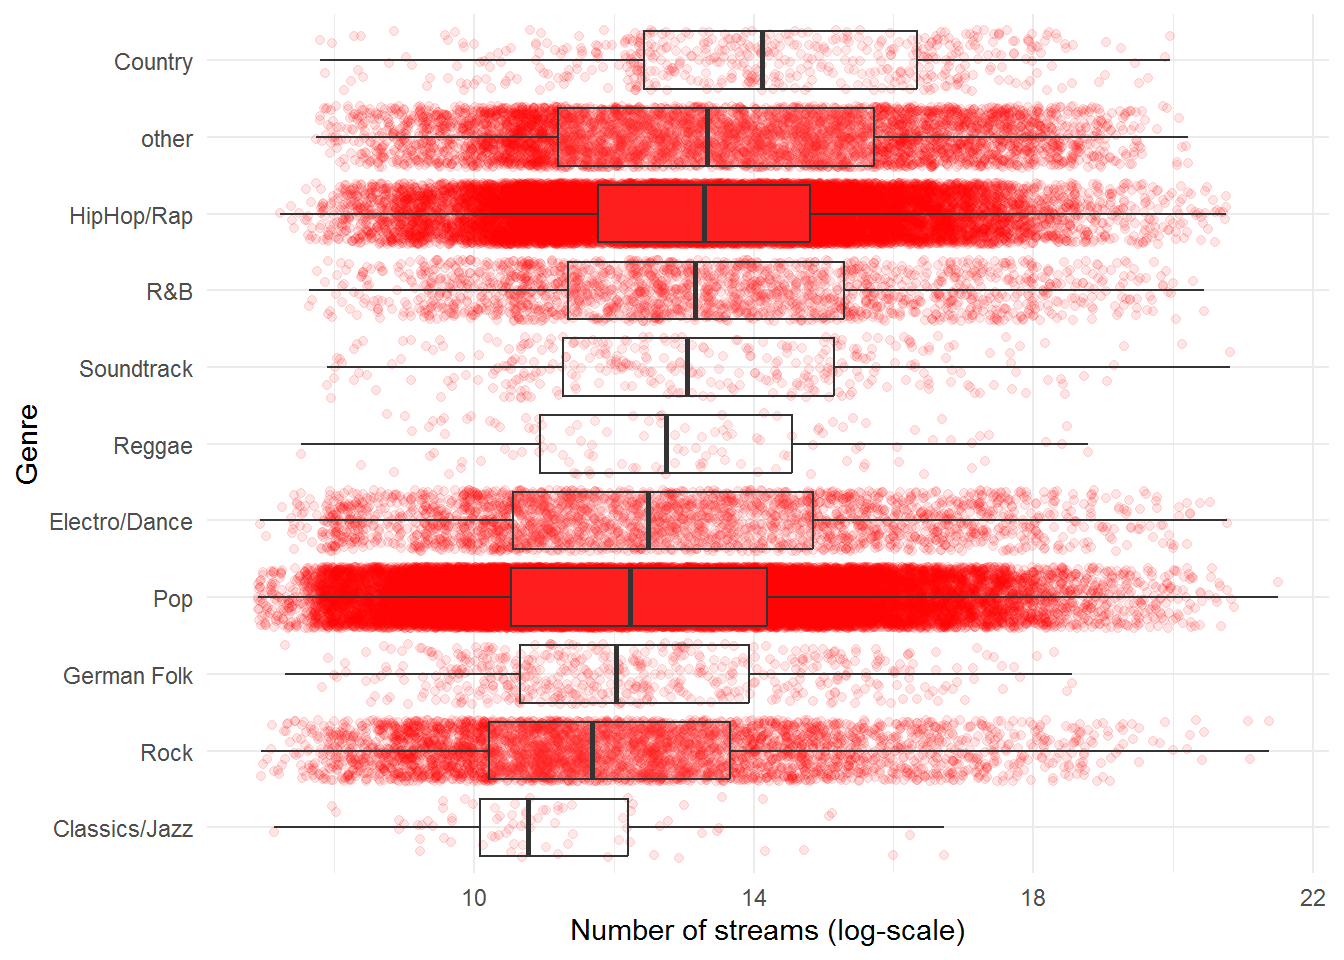 Country
other
HipHop/Rap
R&B
Soundtrack
Reggae
Electro/Dance
Pop
German Folk
Rock
Classics/Jazz
Genre
10 14 18 22
Number of streams (log-scale)